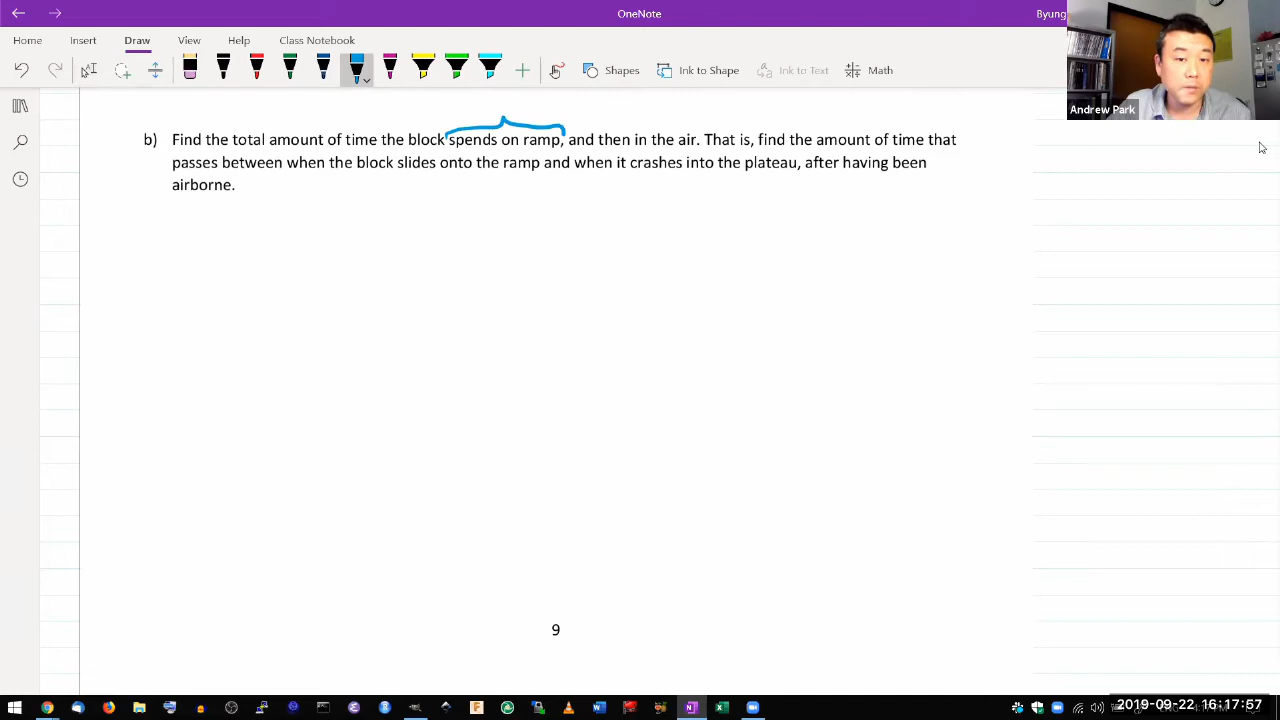 OneNote
Byung
Home Insert Draw View Help Class Notebook
Shapes Ink to Shape Ink to Text Math
Andrew Park
b) Find the total amount of time the block spends on ramp, and then in the air. That is, find the amount of time that
passes between when the block slides onto the ramp and when it crashes into the plateau, after having been
airborne.
9
2019-09-22 16:17:57